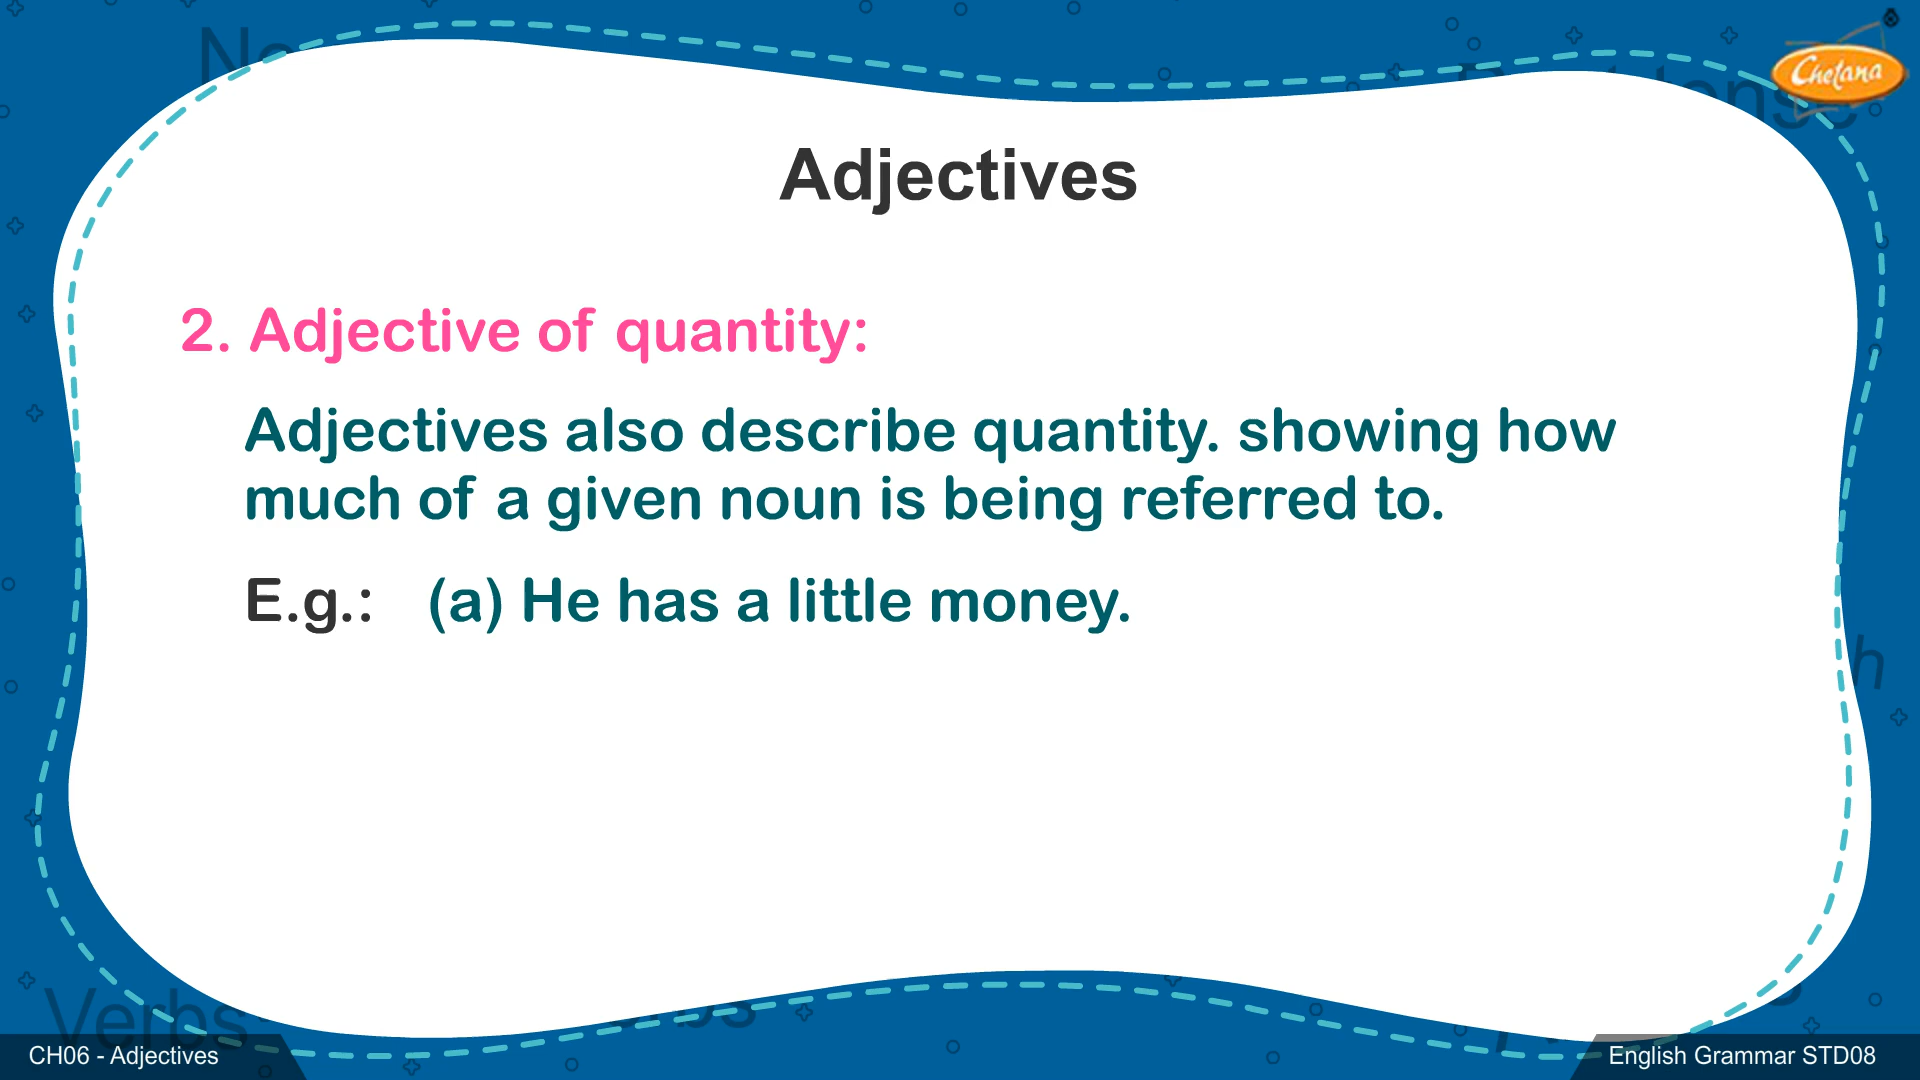 Chetana
Adjectives
2. Adjective of quantity:
Adjectives also describe quantity. showing how
much of a given noun is being referred to.
E.g.: (a) He has a little money.
Verbs
CH06 - Adjectives
English Grammar STD08